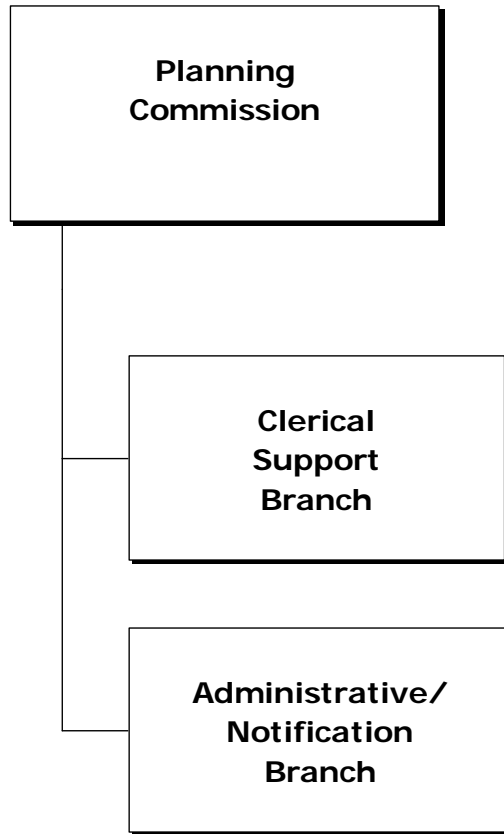 Planning
Commission
Clerical
Support
Branch
Administrative/
Notification
Branch